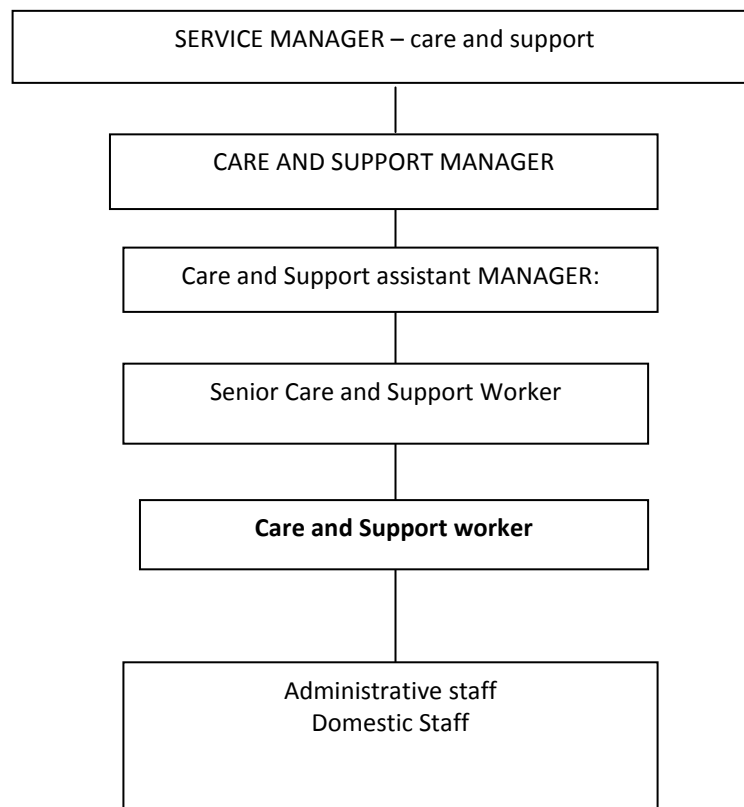 SERVICE MANAGER – care and support
CARE AND SUPPORT MANAGER
Care and Support assistant MANAGER:
Senior Care and Support Worker
Care and Support worker
Administrative staff
Domestic Staff